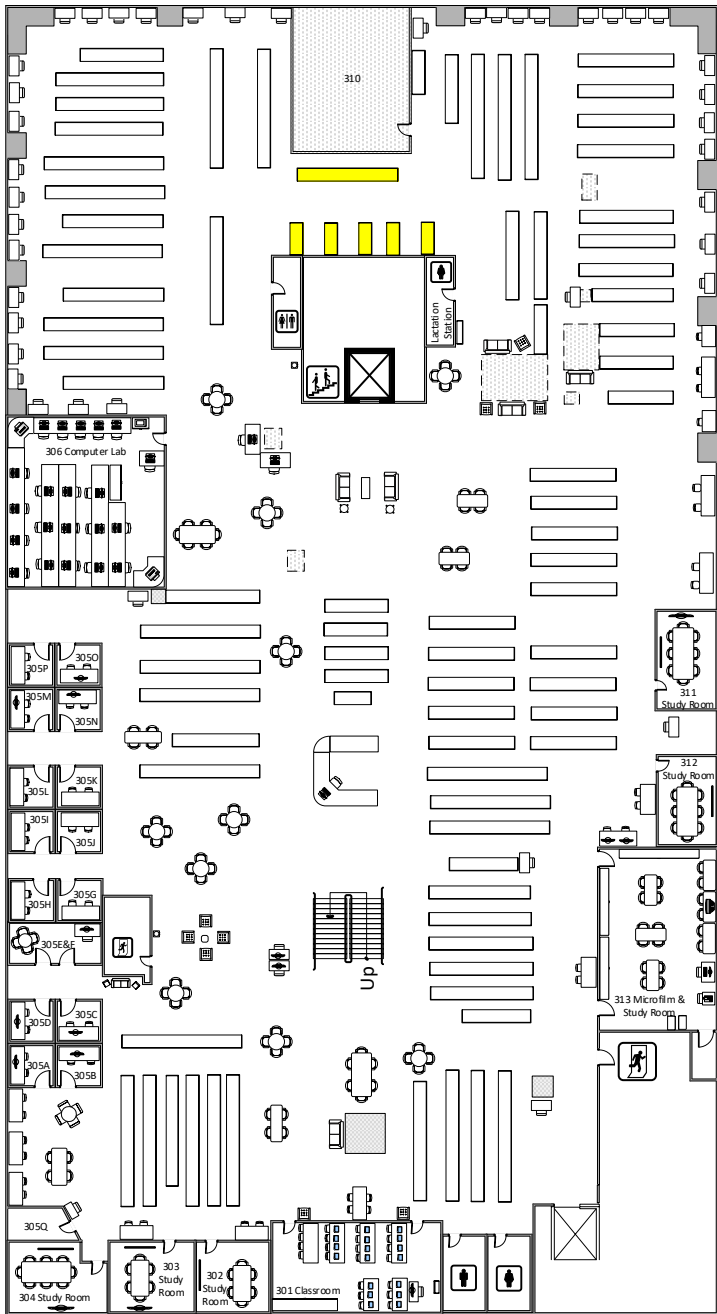 310
Lactation
Station
306 Computer Lab
305P
305O
305M
305N
311
Study Room
312
Study Room
305L
305K
305I
305J
305H
305G
305E&F
Up
313 Microfilm &
Study Room
305D
305C
305A
305B
305Q
304 Study Room
303
Study
Room
302
Study
Room
301 Classroom